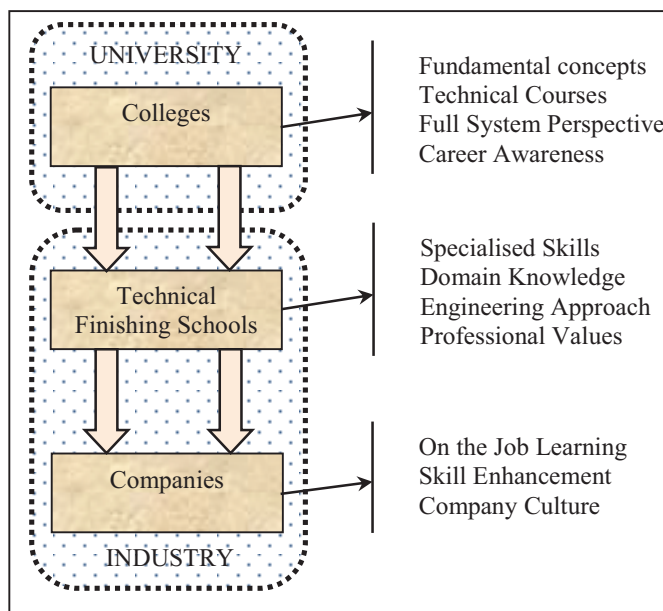 UNIVERSITY
Colleges
Fundamental concepts
Technical Courses
Full System Perspective
Career Awareness
Technical
Finishing Schools
Specialised Skills
Domain Knowledge
Engineering Approach
Professional Values
Companies
On the Job Learning
Skill Enhancement
Company Culture
INDUSTRY